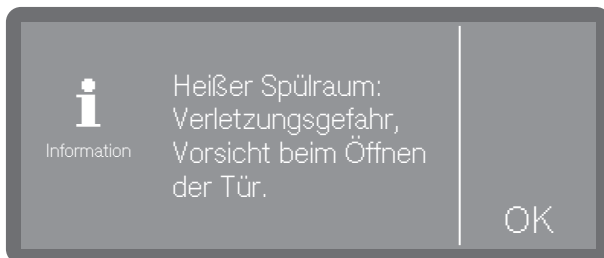 Heißer Spülraum:
Verletzungsgefahr,
Information
Vorsicht beim Öffnen
der Tür.
OK